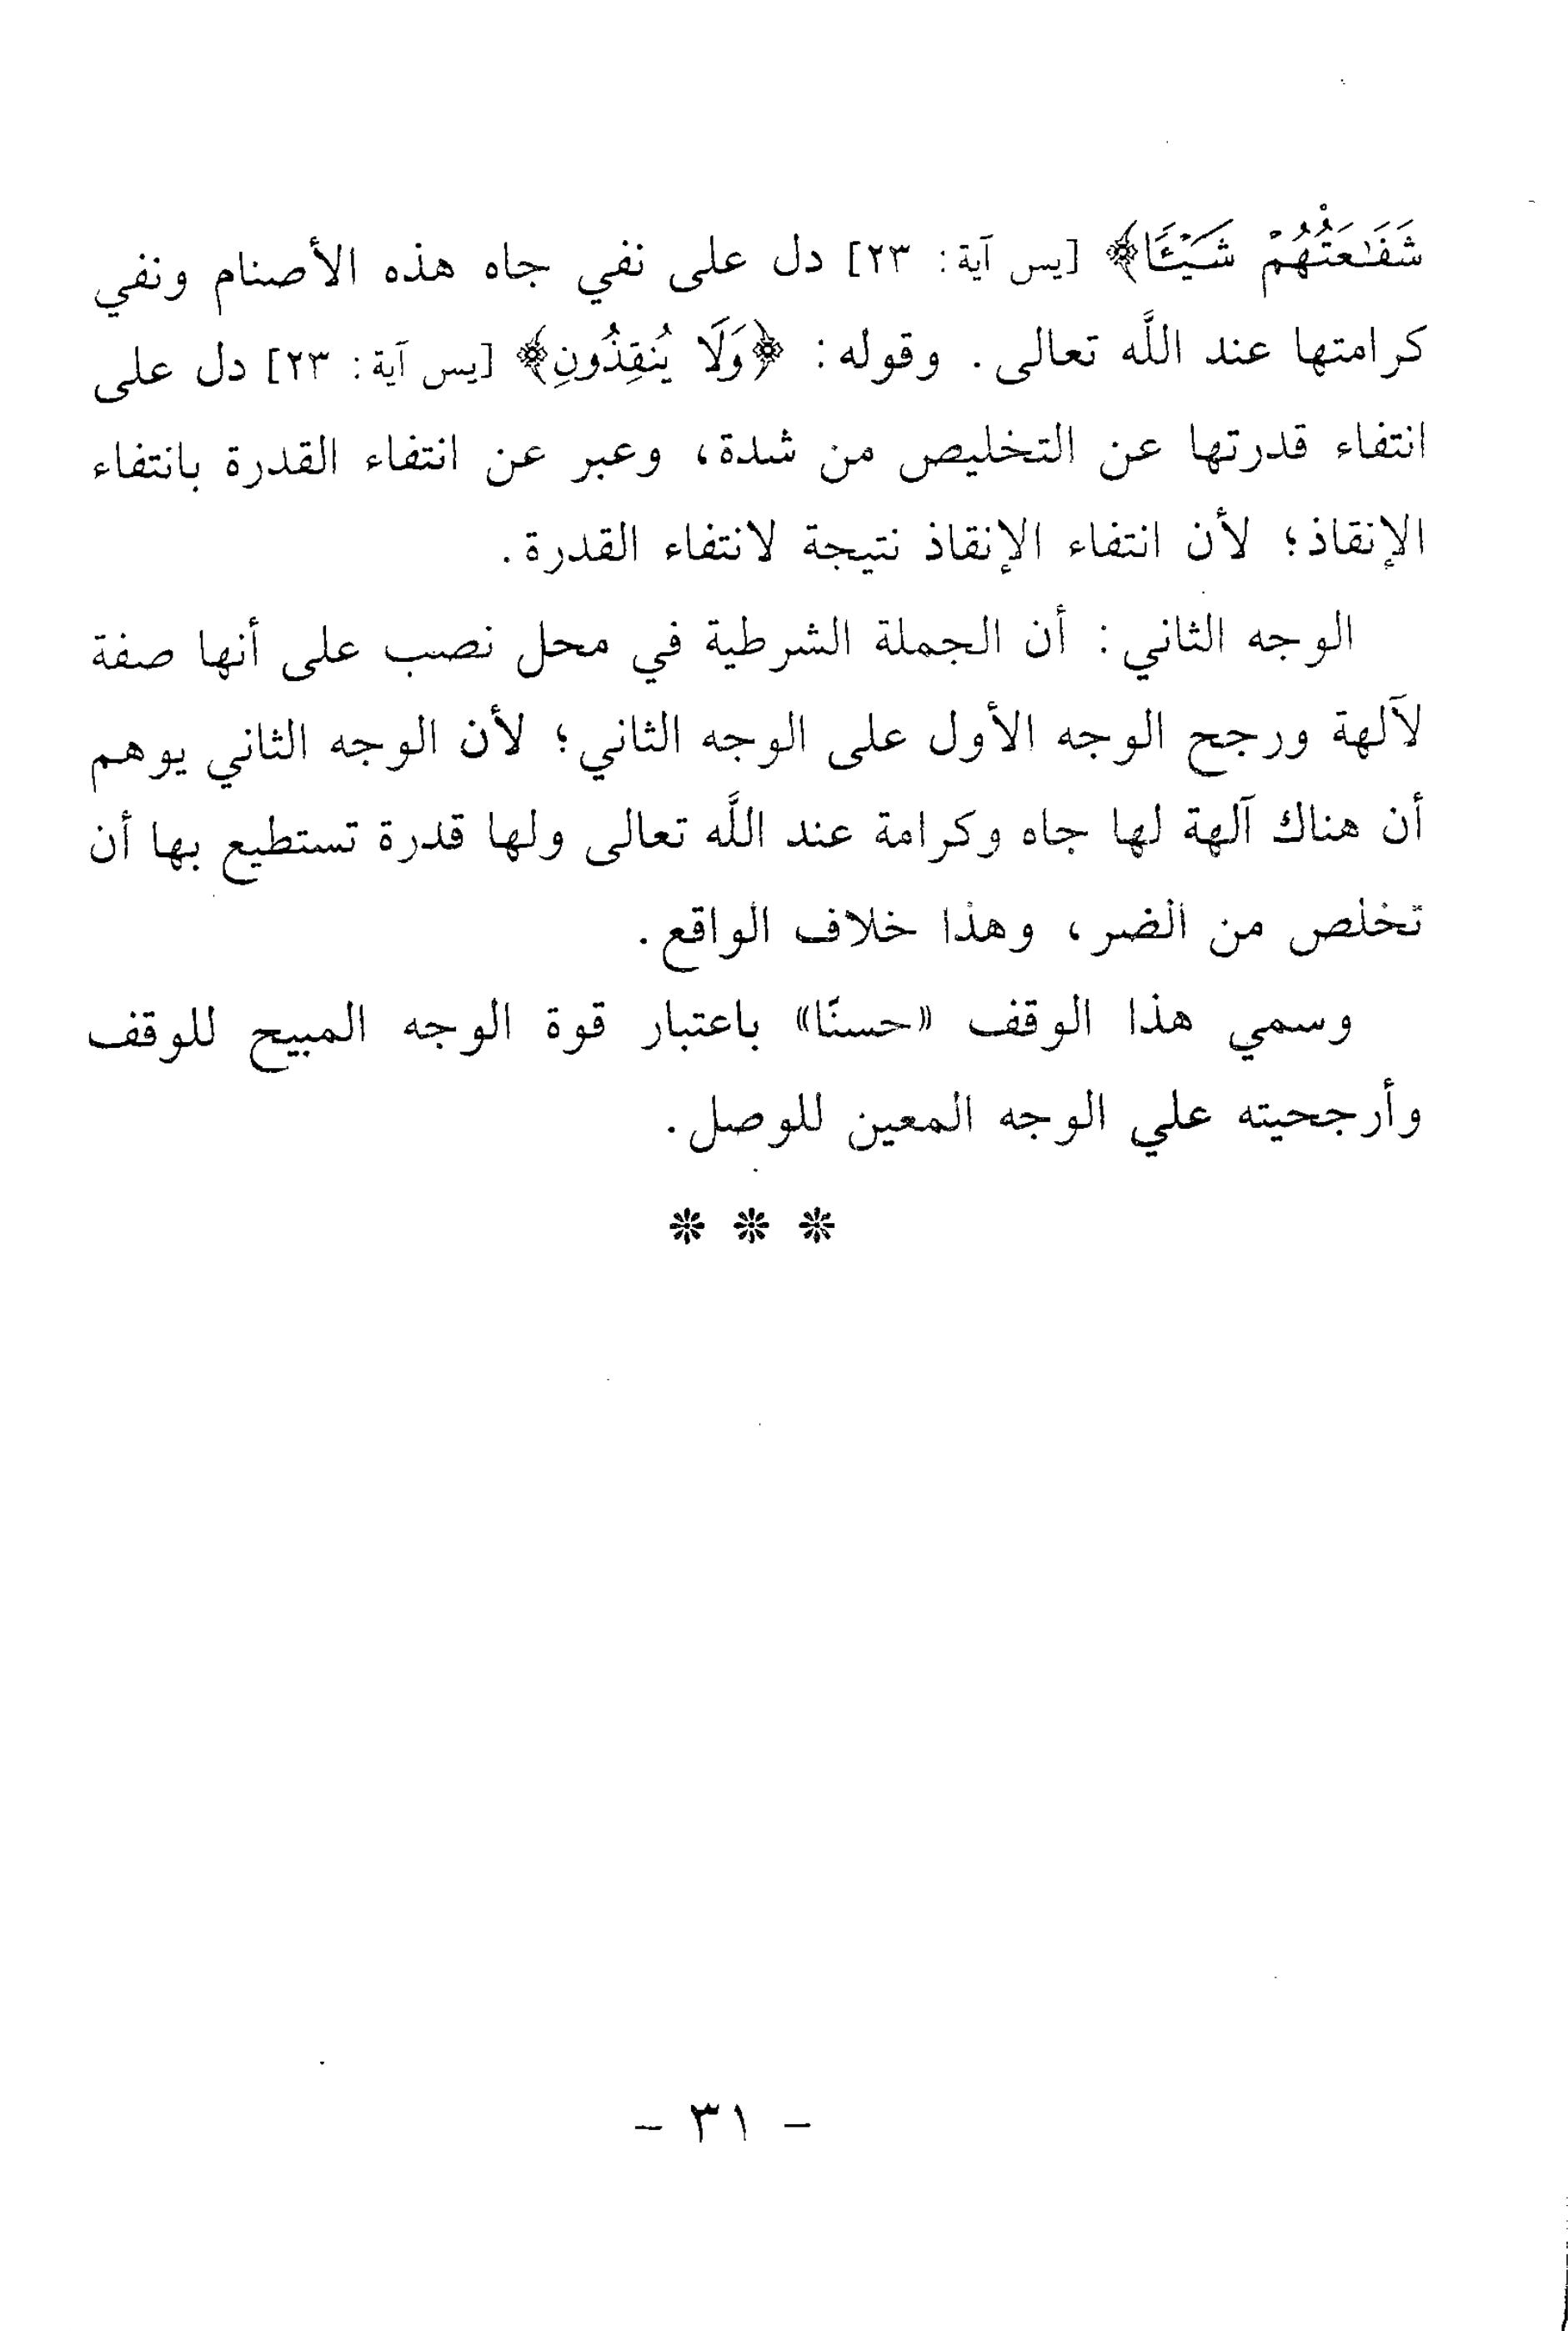 شَفَٰعَتُهُمْ شَيْـًٔا﴾ [يس آية: ٢٣] دل على نفي جاه هذه الأصنام ونفي
كرامتها عند اللَّه تعالى. وقوله: ﴿وَلَا يُنقِذُونِ﴾ [يس آية: ٢٣] دل على
انتفاء قدرتها عن التخليص من شدة، وعبر عن انتفاء القدرة بانتفاء
الإنقاذ؛ لأن انتفاء الإنقاذ نتيجة لانتفاء القدرة.
الوجه الثاني: أن الجملة الشرطية في محل نصب على أنها صفة
لآلهة ورجح الوجه الأول على الوجه الثاني؛ لأن الوجه الثاني يوهم
أن هناك آلهة لها جاه وكرامة عند اللَّه تعالى ولها قدرة تستطيع بها أن
تخلص من الضر، وهذا خلاف الواقع.
وسمي هذا الوقف «حسنًا» باعتبار قوة الوجه المبيح للوقف
وأرجحيته علي الوجه المعين للوصل.
* * *
- ٣١ -